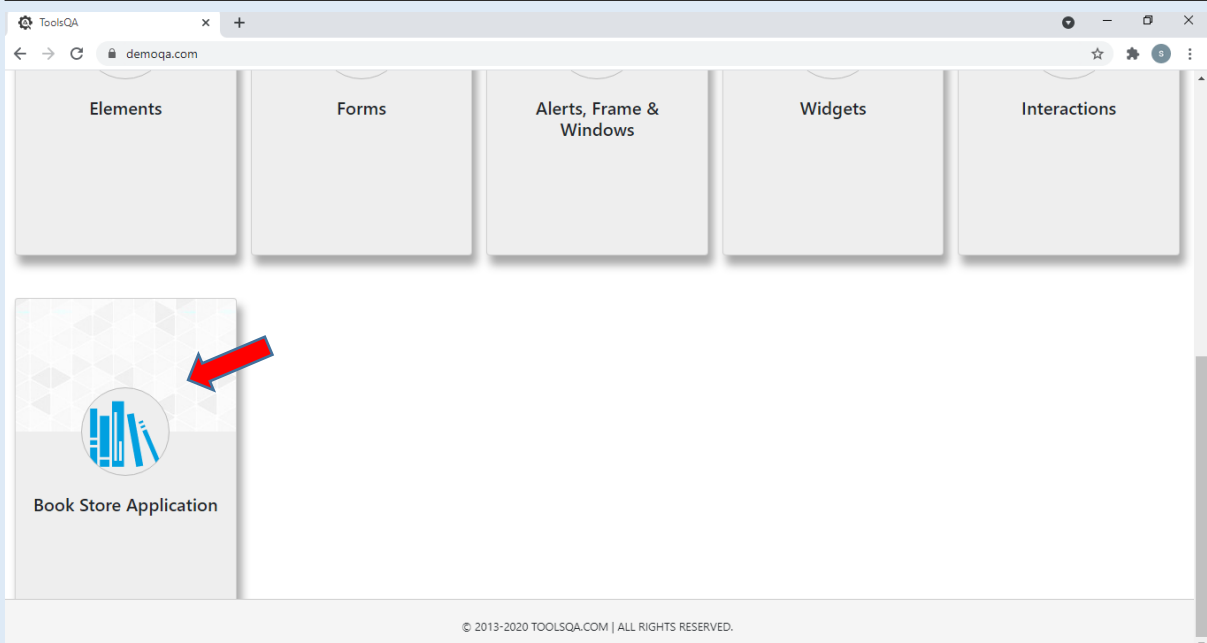 ToolsQA
demoqa.com
S
Elements
Forms
Alerts, Frame &
Windows
Widgets
Interactions
Book Store Application
© 2013-2020 TOOLSQA.COM | ALL RIGHTS RESERVED.